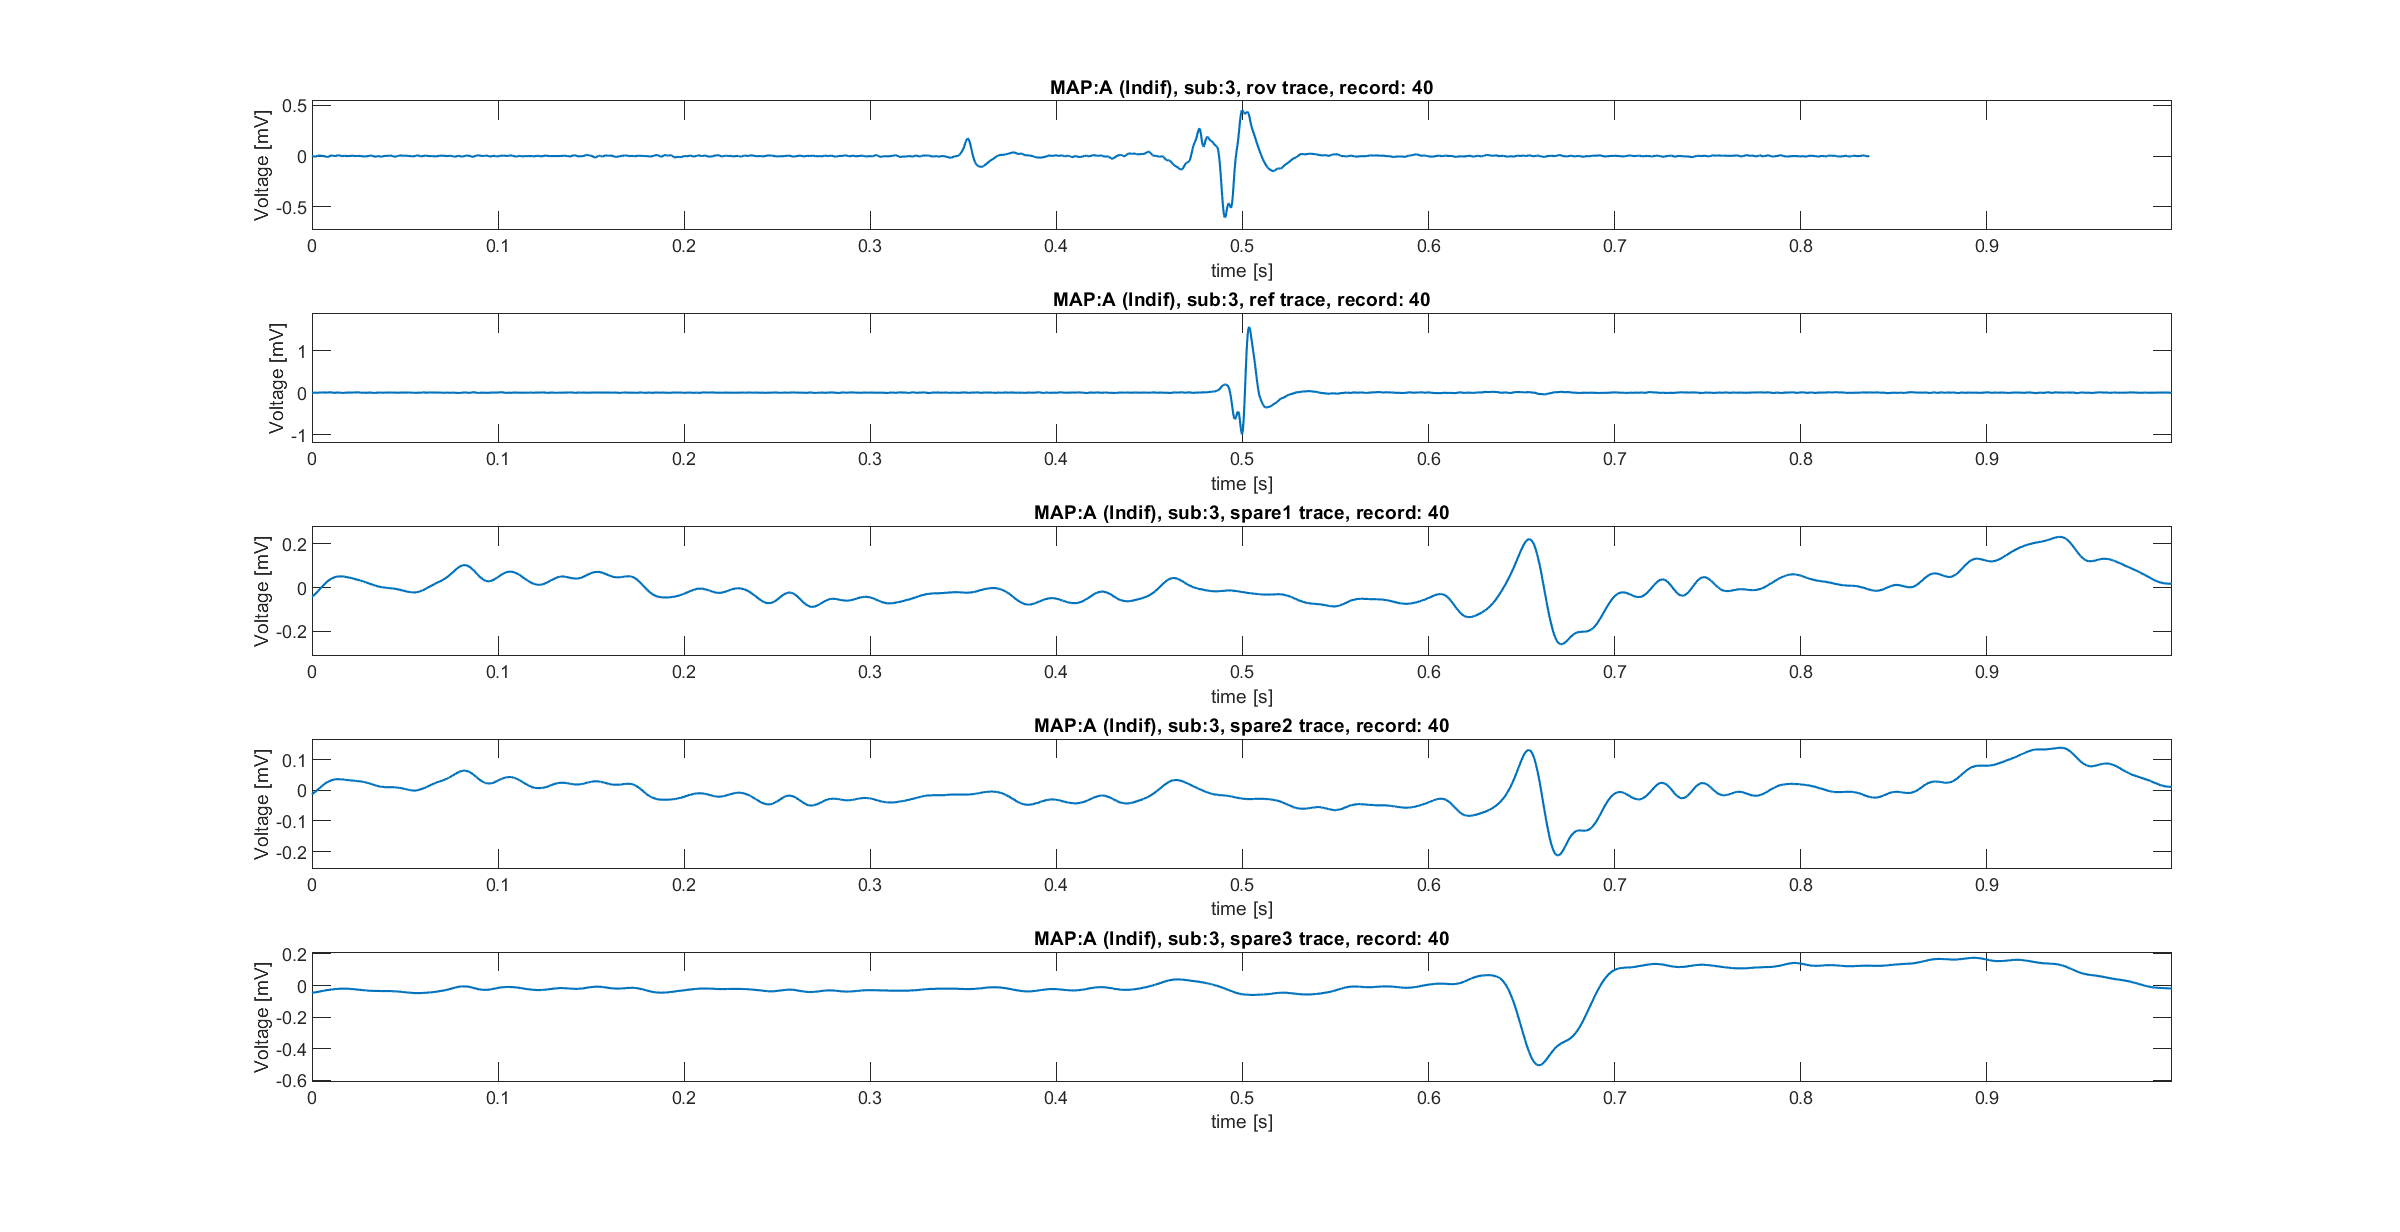 MAP:A (Indif), sub:3, rov trace, record: 40
Voltage [mV]
0.5
0
-0.5
0 0.1 0.2 0.3 0.4 0.5 0.6 0.7 0.8 0.9
time [s]
MAP:A (Indif), sub:3, ref trace, record: 40
Voltage [mV]
1
0
-1
0 0.1 0.2 0.3 0.4 0.5 0.6 0.7 0.8 0.9
time [s]
MAP:A (Indif), sub:3, spare1 trace, record: 40
Voltage [mV]
0.2
0
-0.2
0 0.1 0.2 0.3 0.4 0.5 0.6 0.7 0.8 0.9
time [s]
MAP:A (Indif), sub:3, spare2 trace, record: 40
Voltage [mV]
0.1
0
-0.1
-0.2
0 0.1 0.2 0.3 0.4 0.5 0.6 0.7 0.8 0.9
time [s]
MAP:A (Indif), sub:3, spare3 trace, record: 40
Voltage [mV]
0.2
0
-0.2
-0.4
-0.6
0 0.1 0.2 0.3 0.4 0.5 0.6 0.7 0.8 0.9
time [s]